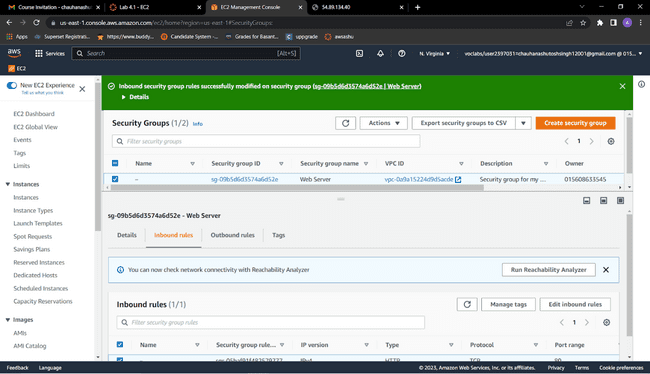 Course Invitation - chauhanashu
Lab 4.1 - EC2
EC2 Management Console
54.89.134.40
us-east-1.console.aws.amazon.com/ec2/home?region=us-east-1#SecurityGroups:
Apps
Superset Registrati...
https://www.buddy...
Candidate System -...
Grades for Basant...
upgrade
awsashu
aws
Services
Search
[Alt+S]
N. Virginia
EC2
New EC2 Experience
Tell us what you think
Inbound security group rules successfully modified on security group (sg-09b5d6d3574a6d52e | Web Server)
Details
EC2 Dashboard
EC2 Global View
Events
Tags
Limits
Instances
Instances
Instance Types
Launch Templates
Spot Requests
Savings Plans
Reserved Instances
Dedicated Hosts
Scheduled Instances
Capacity Reservations
Images
AMIs
AMI Catalog
Security Groups (1/2) Info
Actions
Export security groups to CSV
Create security group
Filter security groups
1
Name
Security group ID
Security group name
VPC ID
Description
Owner
–
sg-09b5d6d3574a6d52e
Web Server
vpc-0a9a15224d9d5acde
Security group for my ...
015608633545
sg-09b5d6d3574a6d52e - Web Server
Details
Inbound rules
Outbound rules
Tags
You can now check network connectivity with Reachability Analyzer
Run Reachability Analyzer
Inbound rules (1/1)
Manage tags
Edit inbound rules
Filter security group rules
1
Name
Security group rule...
IP version
Type
Protocol
Port range
IPv4
HTTP
TCP
80
Feedback
Language
© 2023, Amazon Web Services, Inc. or its affiliates.
Privacy
Terms
Cookie preferences